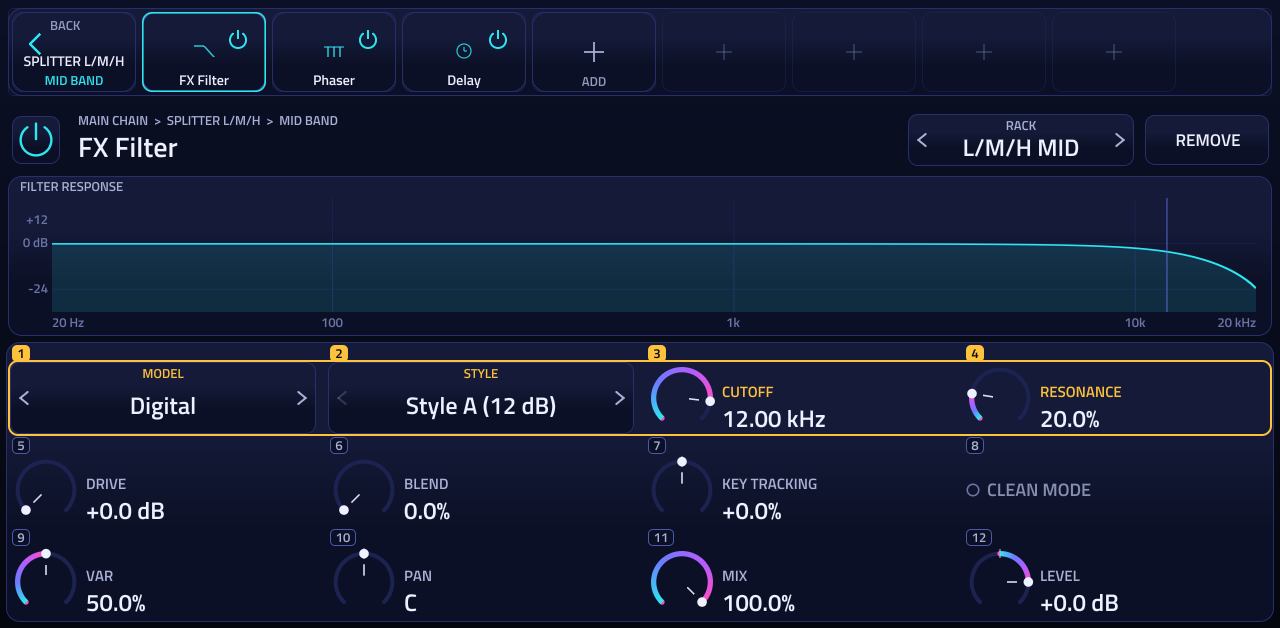 BACK
SPLITTER L/M/H
MID BAND
FX Filter
Phaser
Delay
ADD
MAIN CHAIN > SPLITTER L/M/H > MID BAND
FX Filter
RACK
L/M/H MID
REMOVE
FILTER RESPONSE
+12
0 dB
-24
20 Hz
100
1k
10k
20 kHz
1
MODEL
Digital
2
STYLE
Style A (12 dB)
3
CUTOFF
12.00 kHz
4
RESONANCE
20.0%
5
DRIVE
+0.0 dB
6
BLEND
0.0%
7
KEY TRACKING
+0.0%
8
CLEAN MODE
9
VAR
50.0%
10
PAN
C
11
MIX
100.0%
12
LEVEL
+0.0 dB